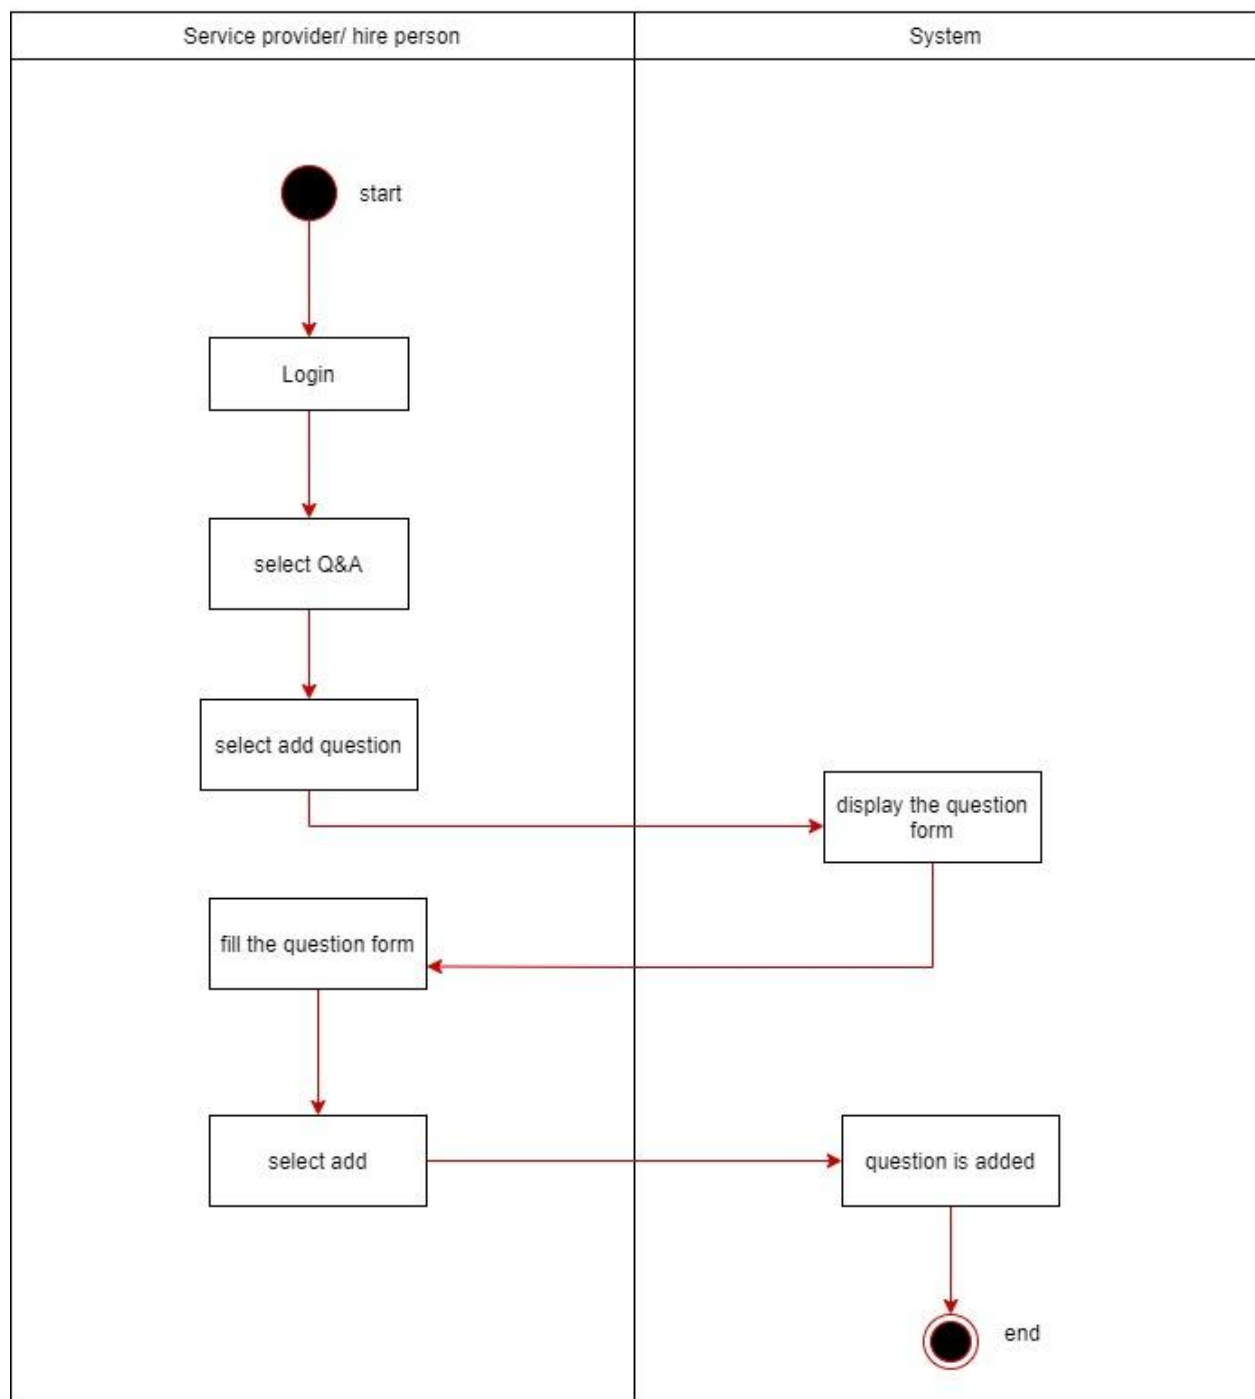 Service provider/ hire person
System
start
Login
select Q&A
select add question
display the question
form
fill the question form
select add
question is added
end